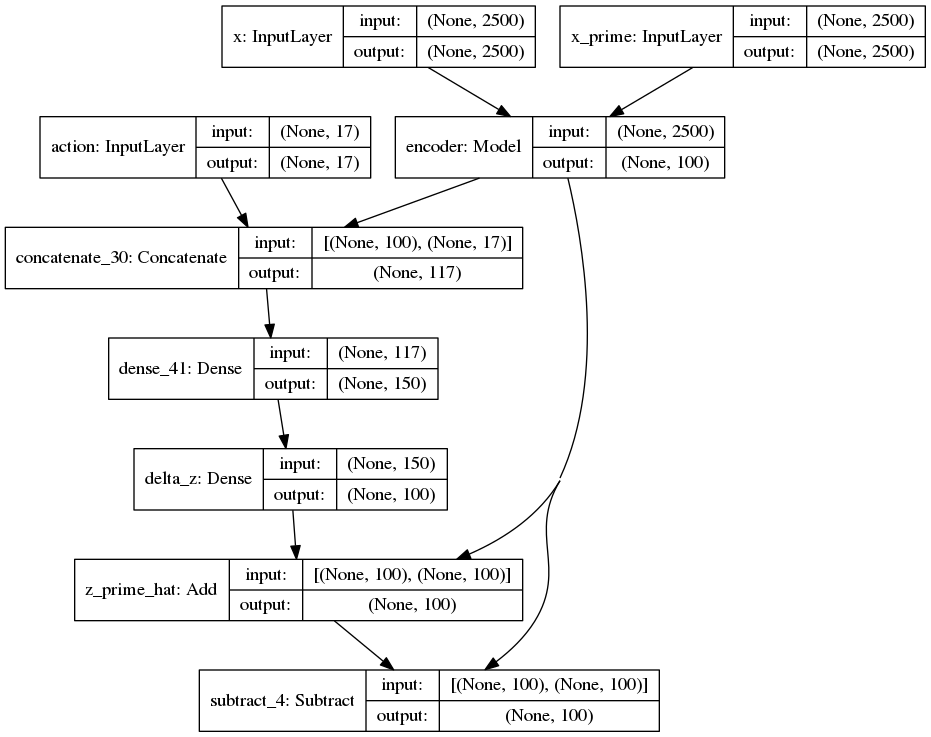 x: InputLayer
input:
(None, 2500)
output:
(None, 2500)
x_prime: InputLayer
input:
(None, 2500)
output:
(None, 2500)
action: InputLayer
input:
(None, 17)
output:
(None, 17)
encoder: Model
input:
(None, 2500)
output:
(None, 100)
concatenate_30: Concatenate
input:
[(None, 100), (None, 17)]
output:
(None, 117)
dense_41: Dense
input:
(None, 117)
output:
(None, 150)
delta_z: Dense
input:
(None, 150)
output:
(None, 100)
z_prime_hat: Add
input:
[(None, 100), (None, 100)]
output:
(None, 100)
subtract_4: Subtract
input:
[(None, 100), (None, 100)]
output:
(None, 100)